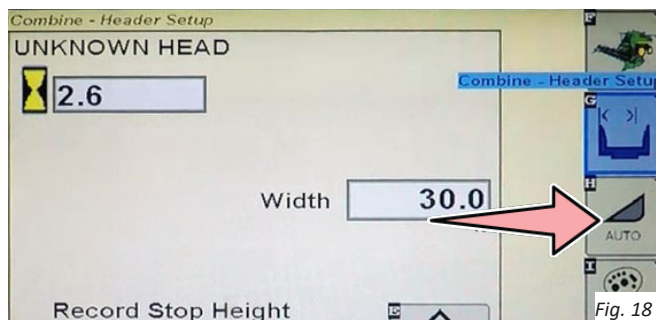 Combine - Header Setup
UNKNOWN HEAD
2.6
Combine - Header Setup
Width 30.0
AUTO
Record Stop Height
F
G
H
I
E
Fig. 18